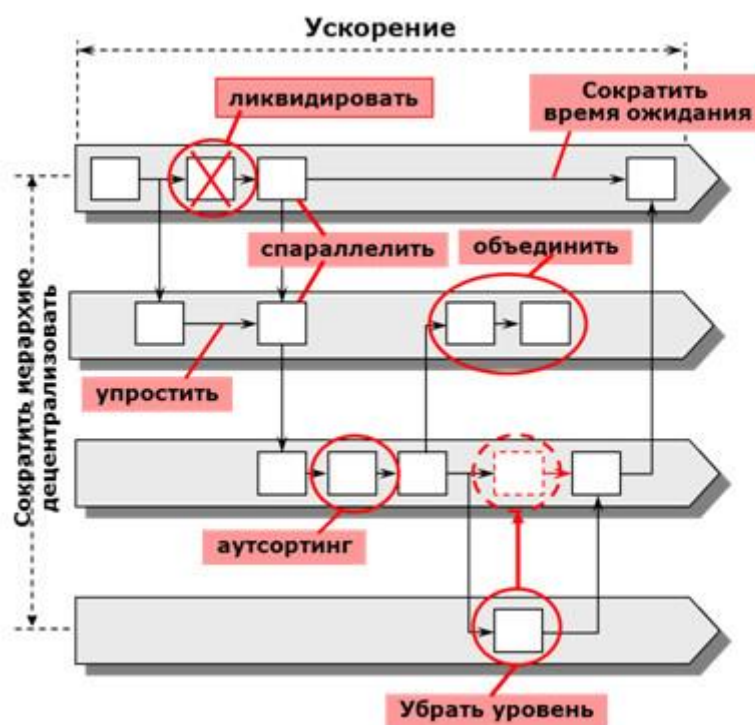 Ускорение
ликвидировать
Сократить
время ожидания
спараллелить
объединить
упростить
Сократить иерархию
децентрализовать
аутсортинг
Убрать уровень